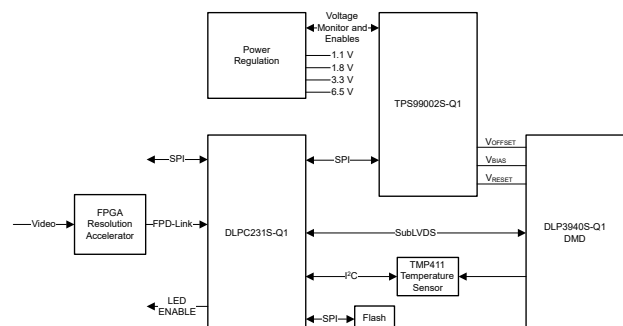 Voltage
Monitor and
Enables
Power
Regulation
1.1 V
1.8 V
3.3 V
6.5 V
TPS99002S-Q1
VOFFSET
VBIAS
VRESET
SPI
SPI
FPGA
Resolution
Accelerator
Video
FPD-Link
DLPC231S-Q1
SubLVDS
DLP3940S-Q1
DMD
I²C
TMP411
Temperature
Sensor
LED
ENABLE
SPI
Flash